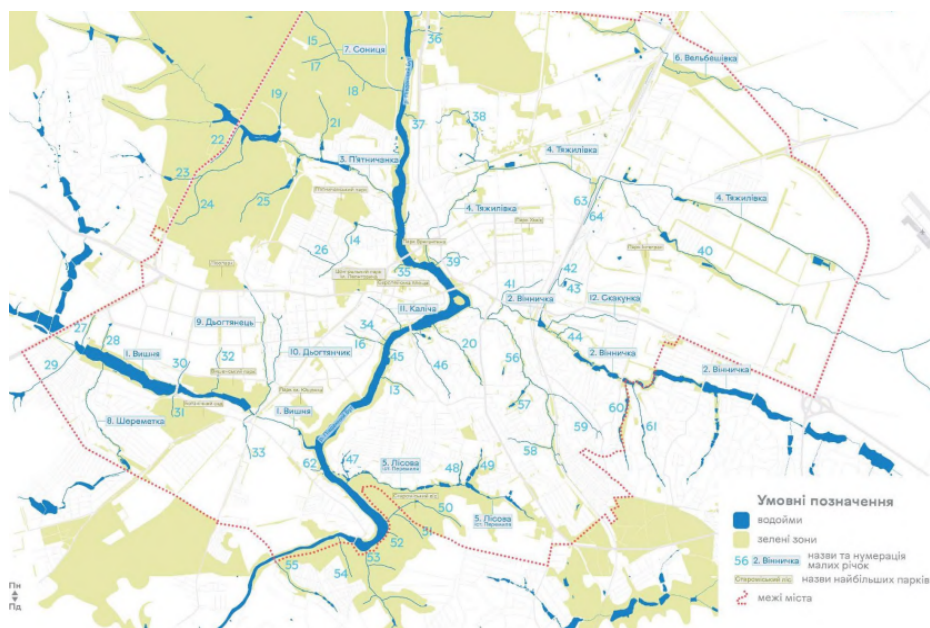 15
7. Сониця
36
6. Вельбешівка
17
19
18
21
37
38
22
3. П'ятничанка
4. Тяжилівка
23
24
25
4. Тяжилівка
4. Тяжилівка
63
64
26
14
39
40
35
42
41
43
2. Вінничка
12. Скакунка
11. Каліча
9. Дьогтянець
27
28
1. Вишня
34
16
10. Дьогтянчик
44
29
30
32
45
46
20
56
2. Вінничка
2. Вінничка
31
13
57
8. Шереметка
1. Вишня
60
61
59
33
62
47
5. Лісова
48
49
58
50
5. Лісова
51
52
53
54
55
Умовні позначення
водойми
зелені зони
56 2. Вінничка назви та нумерація
малих річок
Староміський ліс назви найбільших парків
межі міста
Пн
Пд